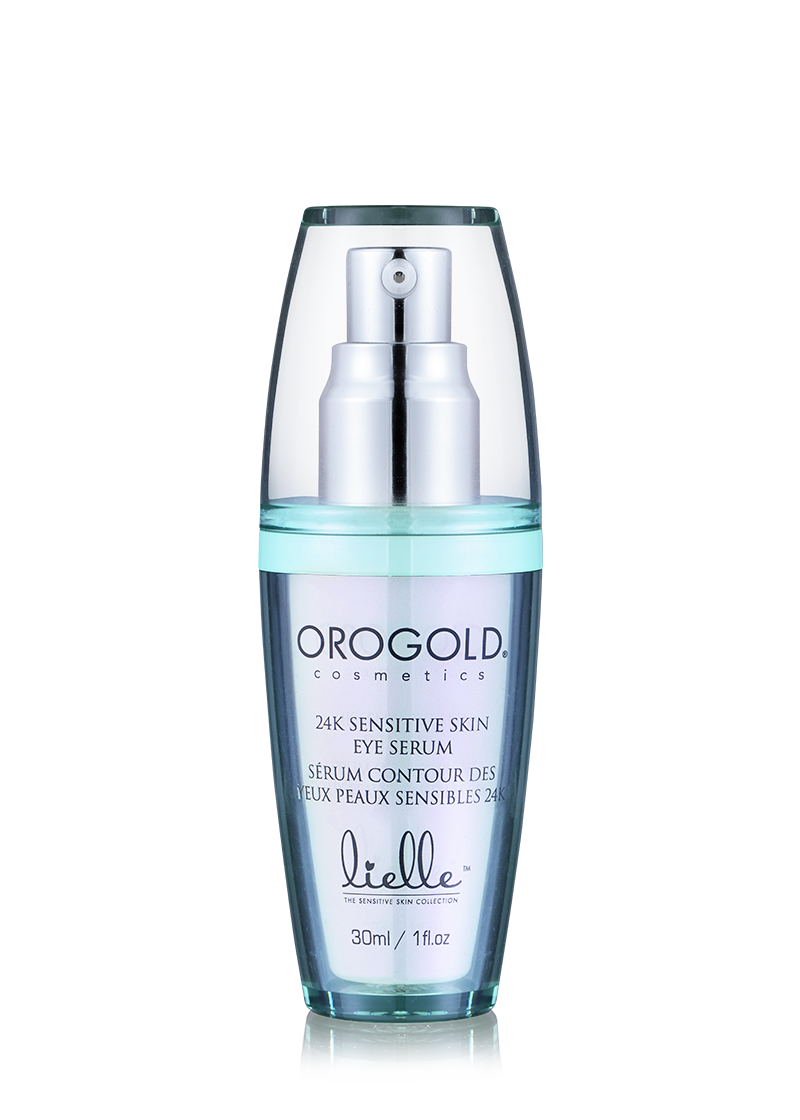 OROGOLD®
cosmetics
24K SENSITIVE SKIN
EYE SERUM
SÉRUM CONTOUR DES
YEUX PEAUX SENSIBLES 24K
lielle™
THE SENSITIVE SKIN COLLECTION
30ml / 1fl.oz